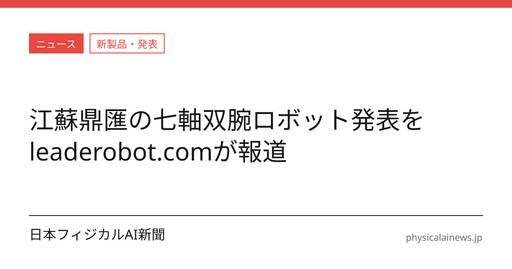 ニュース
新製品・発表
江蘇鼎匯の七軸双腕ロボット発表を
leaderobot.comが報道
日本フィジカルAI新聞
physicalainews.jp